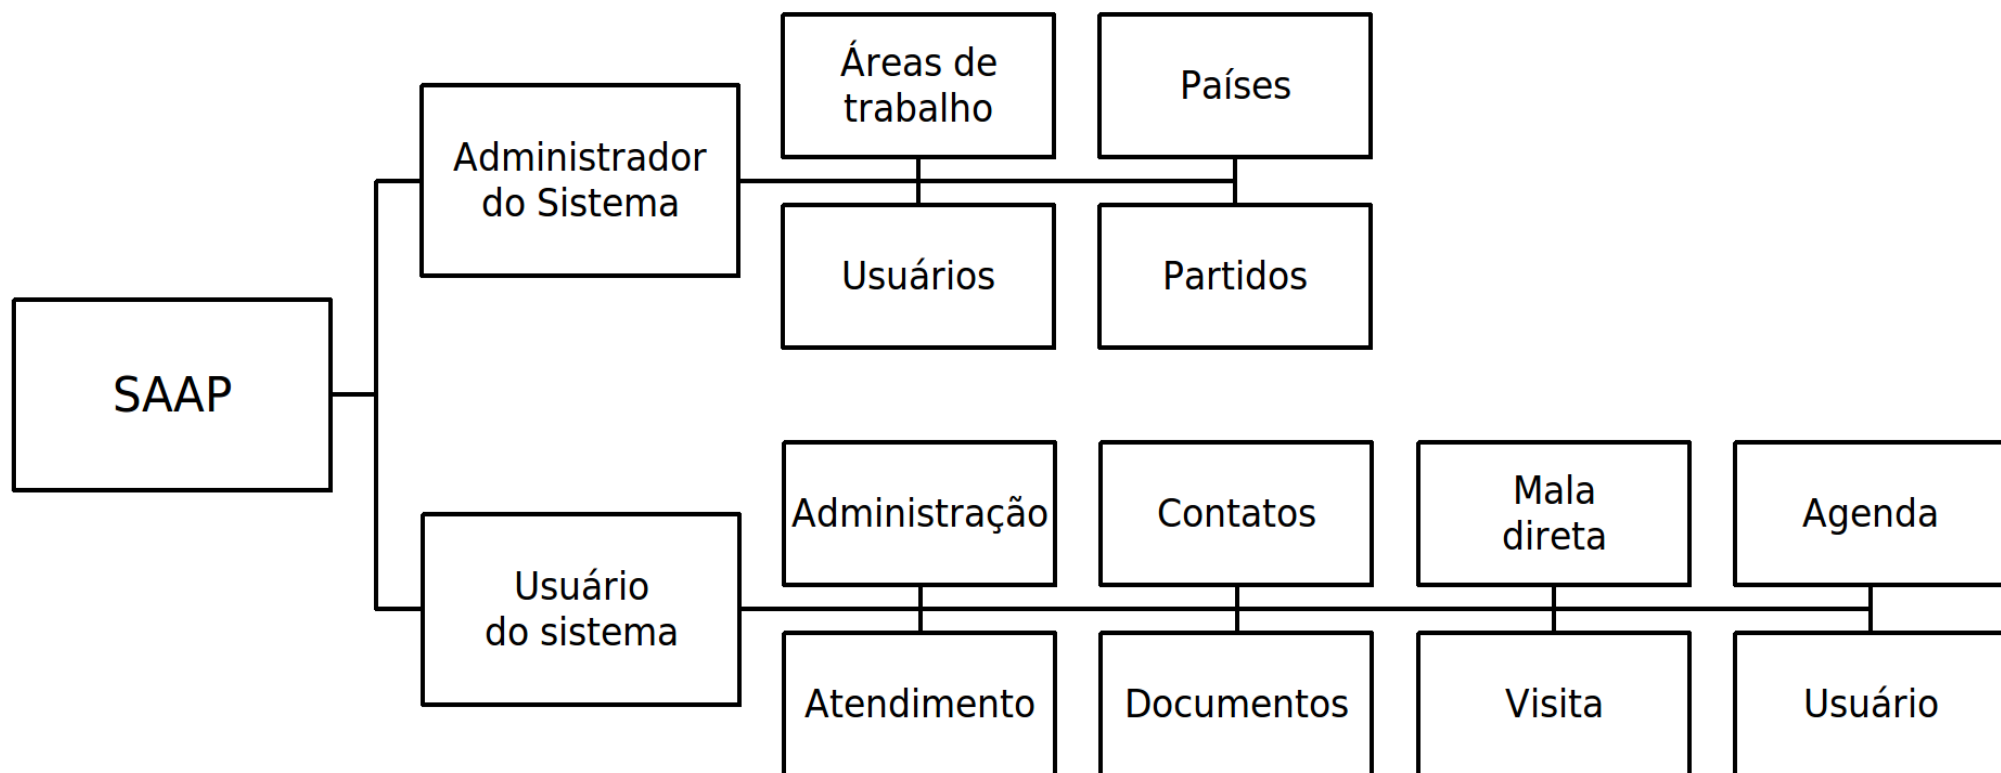 Áreas de
trabalho
Países
Administrador
do Sistema
Usuários
Partidos
SAAP
Administração
Contatos
Mala
direta
Agenda
Usuário
do sistema
Atendimento
Documentos
Visita
Usuário